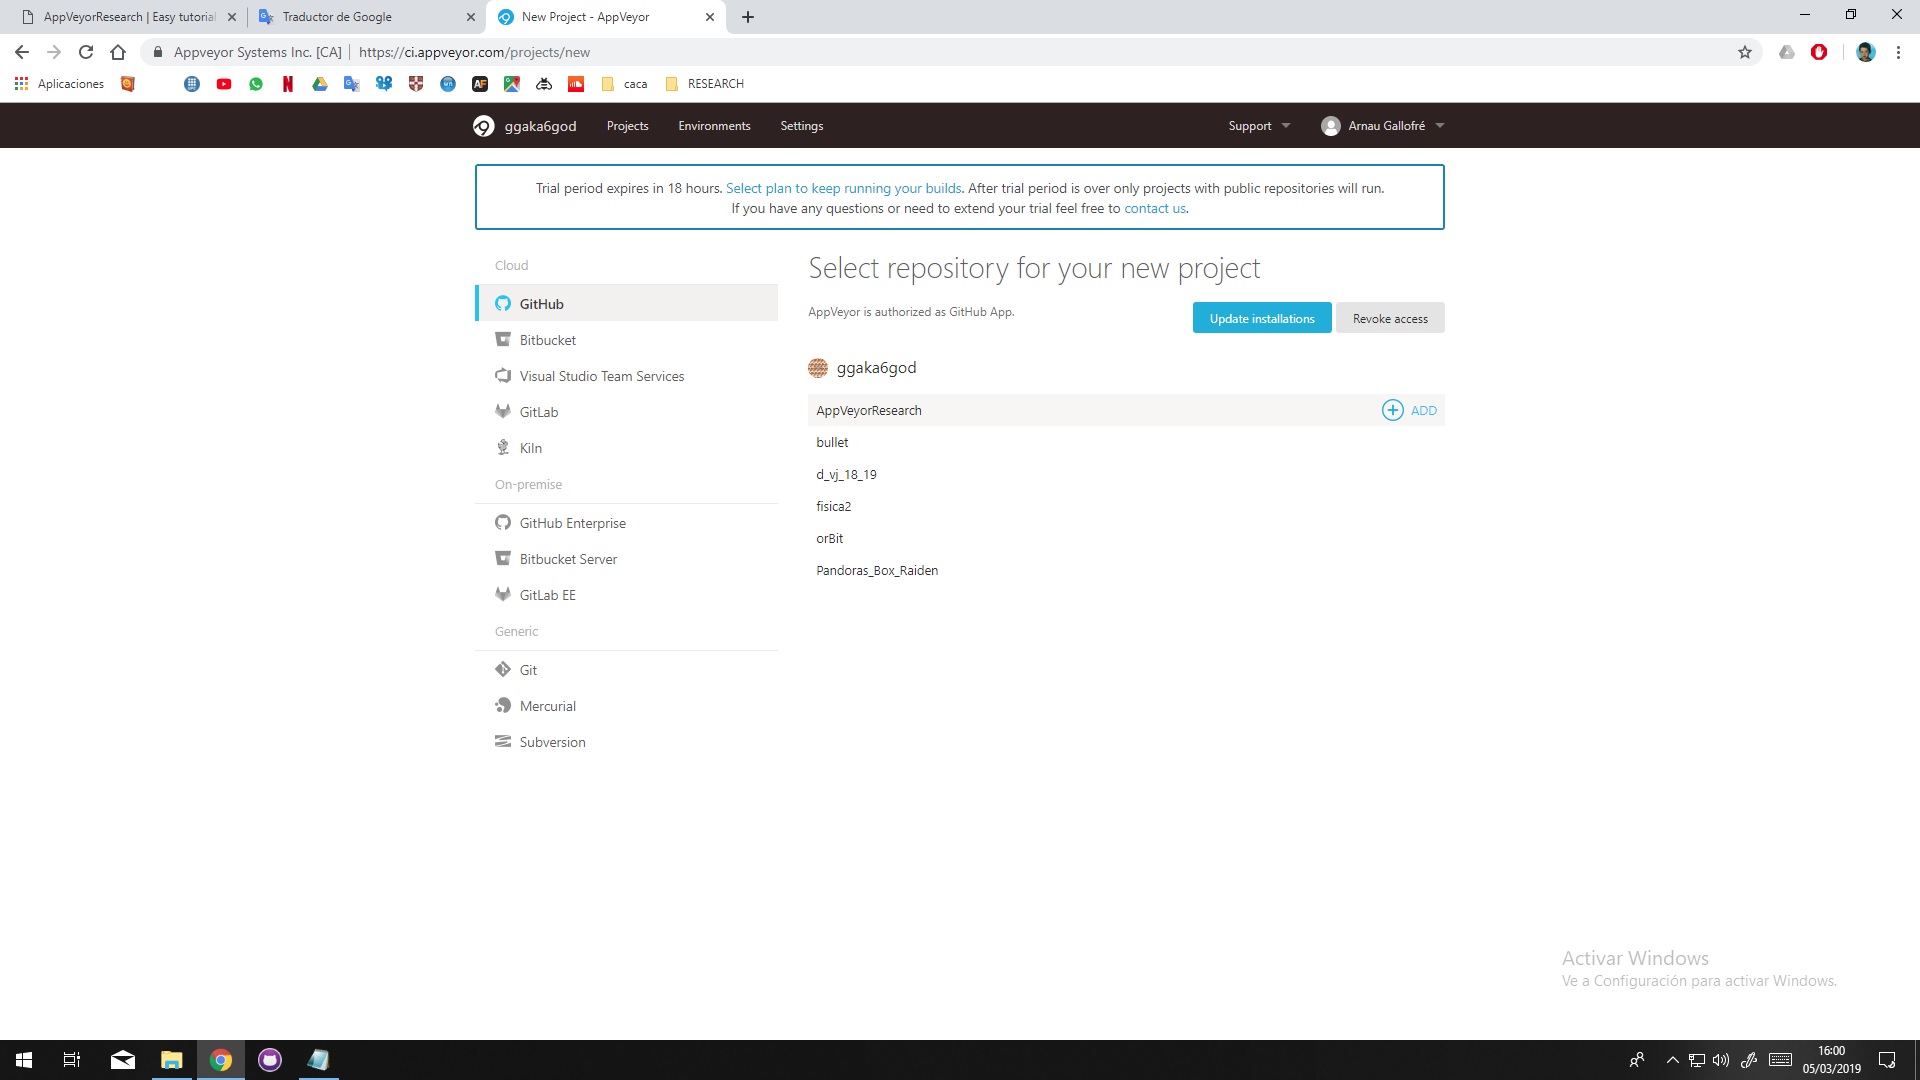 AppVeyorResearch | Easy tutorial
Traductor de Google
New Project - AppVeyor
Appveyor Systems Inc. [CA]
https://ci.appveyor.com/projects/new
Aplicaciones
caca
RESEARCH
ggaka6god
Projects
Environments
Settings
Support
Arnau Gallofré
Trial period expires in 18 hours. Select plan to keep running your builds. After trial period is over only projects with public repositories will run.
If you have any questions or need to extend your trial feel free to contact us.
Cloud
GitHub
Bitbucket
Visual Studio Team Services
GitLab
Kiln
On-premise
GitHub Enterprise
Bitbucket Server
GitLab EE
Generic
Git
Mercurial
Subversion
Select repository for your new project
AppVeyor is authorized as GitHub App.
Update installations
Revoke access
ggaka6god
AppVeyorResearch
ADD
bullet
d_vj_18_19
fisica2
orBit
Pandoras_Box_Raiden
Activar Windows
Ve a Configuración para activar Windows.
16:00
05/03/2019